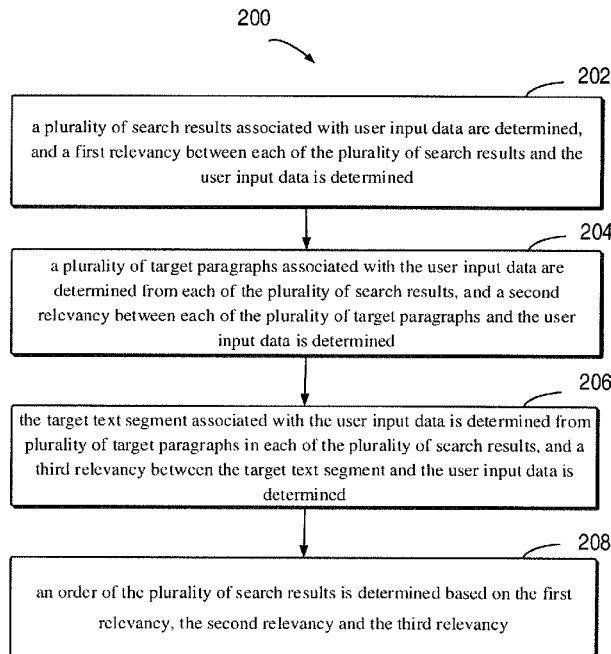 200
202
a plurality of search results associated with user input data are determined,
and a first relevancy between each of the plurality of search results and the
user input data is determined
204
a plurality of target paragraphs associated with the user input data are
determined from each of the plurality of search results, and a second
relevancy between each of the plurality of target paragraphs and the user
input data is determined
206
the target text segment associated with the user input data is determined from
plurality of target paragraphs in each of the plurality of search results, and a
third relevancy between the target text segment and the user input data is
determined
208
an order of the plurality of search results is determined based on the first
relevancy, the second relevancy and the third relevancy